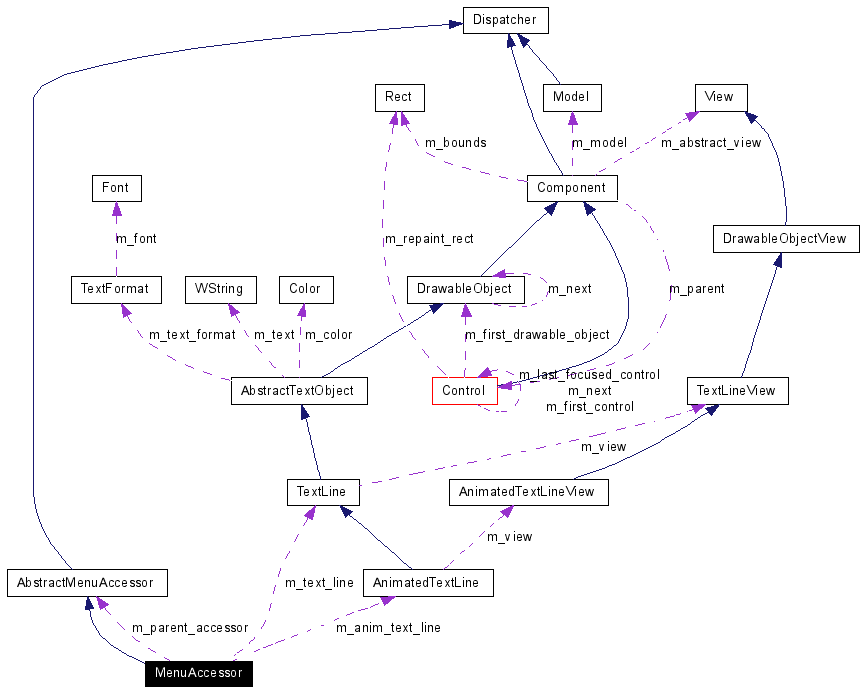 Dispatcher
Rect
Model
View
m_bounds
m_model
m_abstract_view
Font
Component
m_font
m_repaint_rect
DrawableObjectView
TextFormat
WString
Color
DrawableObject
m_next
m_parent
m_text_format
m_text
m_color
m_first_drawable_object
AbstractTextObject
Control
m_last_focused_control
m_next
m_first_control
TextLineView
m_view
TextLine
AnimatedTextLineView
m_view
AbstractMenuAccessor
m_text_line
AnimatedTextLine
m_parent_accessor
m_anim_text_line
MenuAccessor